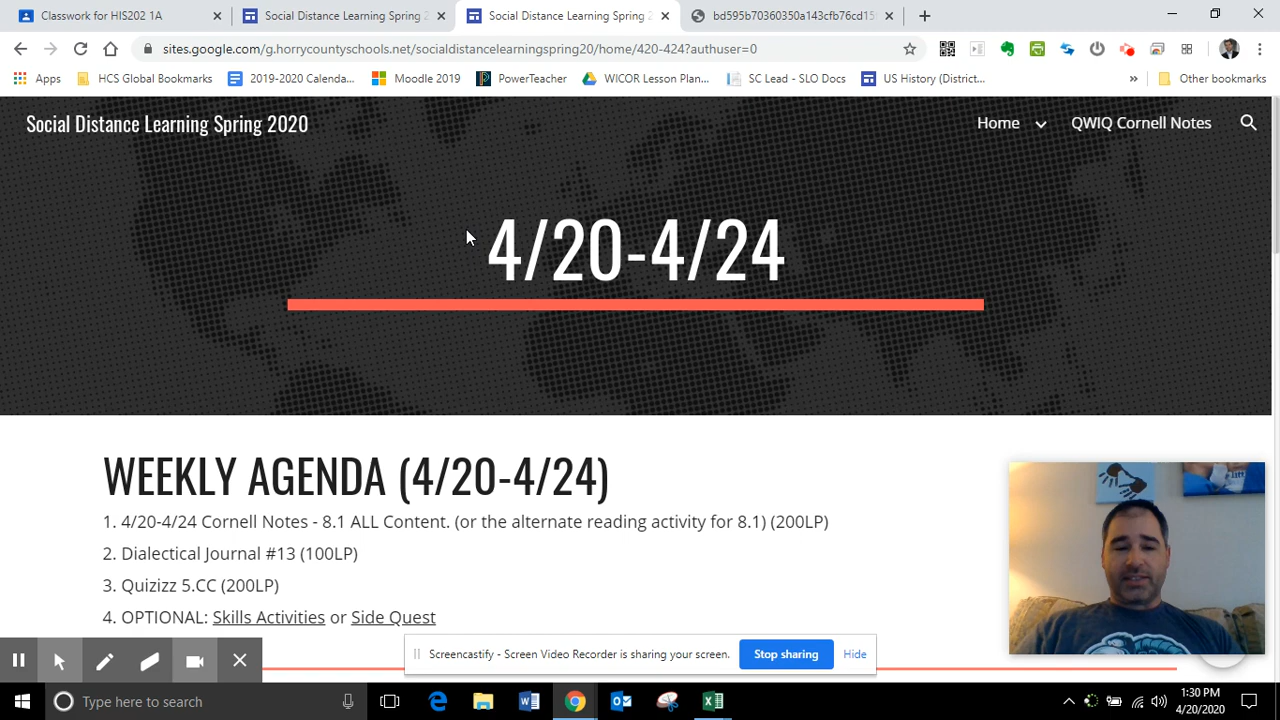 Classwork for HIS202 1A
Social Distance Learning Spring 2
Social Distance Learning Spring 2020
bd595b70360350a143cfb76cd15
sites.google.com/g.horrycountyschools.net/socialdistancelearningspring20/home/420-424?authuser=0
Apps
HCS Global Bookmarks
2019-2020 Calenda...
Moodle 2019
PowerTeacher
WICOR Lesson Plan...
SC Lead - SLO Docs
US History (District...
»
Other bookmarks
Social Distance Learning Spring 2020
Home
QWIQ Cornell Notes
4/20-4/24
WEEKLY AGENDA (4/20-4/24)
1. 4/20-4/24 Cornell Notes - 8.1 ALL Content. (or the alternate reading activity for 8.1) (200LP)
2. Dialectical Journal #13 (100LP)
3. Quizizz 5.CC (200LP)
4. OPTIONAL: Skills Activities or Side Quest
Screencastify - Screen Video Recorder is sharing your screen.
Stop sharing
Hide
Type here to search
1:30 PM
4/20/2020